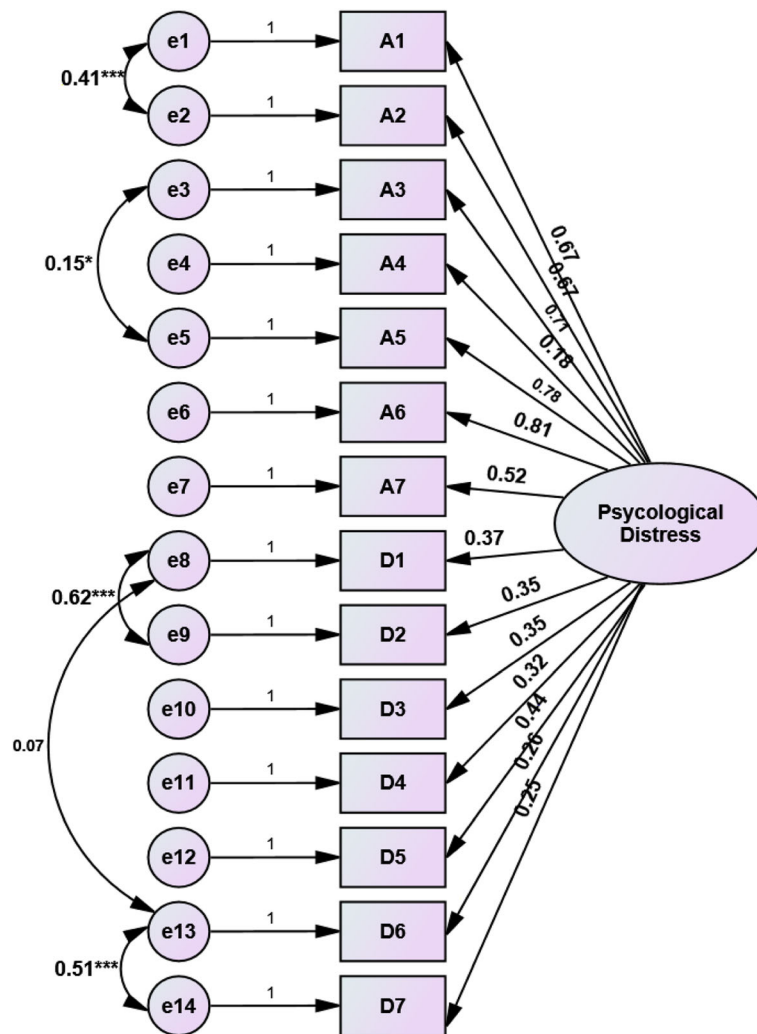 e1
1
A1
0.41***
e2
1
A2
e3
1
A3
0.15*
e4
1
A4
e5
1
A5
e6
1
A6
e7
1
A7
e8
1
D1
0.62***
e9
1
D2
e10
1
D3
0.07
e11
1
D4
e12
1
D5
e13
1
D6
0.51***
e14
1
D7
0.67
0.67
0.71
0.18
0.78
0.81
0.52
0.37
0.35
0.35
0.32
0.44
0.26
0.25
Psycological
Distress